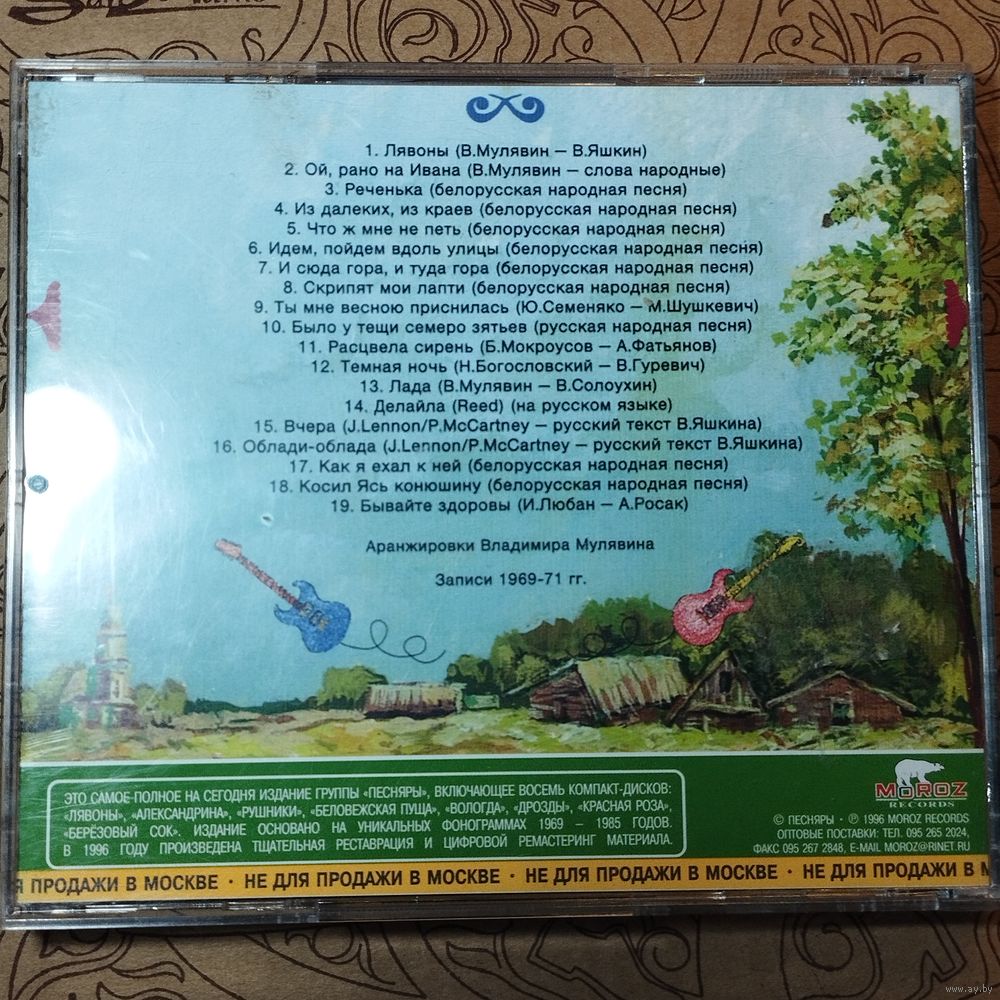 1. Лявоны (В.Мулявин – В.Яшкин)
2. Ой, рано на Ивана (В.Мулявин – слова народные)
3. Реченька (белорусская народная песня)
4. Из далеких, из краев (белорусская народная песня)
5. Что ж мне не петь (белорусская народная песня)
6. Идем, пойдем вдоль улицы (белорусская народная песня)
7. И сюда гора, и туда гора (белорусская народная песня)
8. Скрипят мои лапти (белорусская народная песня)
9. Ты мне весною приснилась (Ю.Семеняко – М.Шушкевич)
10. Было у тещи семеро зятьев (русская народная песня)
11. Расцвела сирень (Б.Мокроусов – А.Фатьянов)
12. Темная ночь (Н.Богословский – В.Гуревич)
13. Лада (В.Мулявин – В.Солоухин)
14. Делайла (Reed) (на русском языке)
15. Вчера (J.Lennon/P.McCartney – русский текст В.Яшкина)
16. Облади-облада (J.Lennon/P.McCartney – русский текст В.Яшкина)
17. Как я ехал к ней (белорусская народная песня)
18. Косил Ясь конюшину (белорусская народная песня)
19. Бывайте здоровы (И.Любан – А.Росак)
Аранжировки Владимира Мулявина
Записи 1969-71 гг.
ЭТО САМОЕ ПОЛНОЕ НА СЕГОДНЯ ИЗДАНИЕ ГРУППЫ «ПЕСНЯРЫ», ВКЛЮЧАЮЩЕЕ ВОСЕМЬ КОМПАКТ-ДИСКОВ:
«ЛЯВОНЫ», «АЛЕКСАНДРИНА», «РУШНИКИ», «БЕЛОВЕЖСКАЯ ПУЩА», «ВОЛОГДА», «ДРОЗДЫ», «КРАСНАЯ РОЗА»,
«БЕРЁЗОВЫЙ СОК». ИЗДАНИЕ ОСНОВАНО НА УНИКАЛЬНЫХ ФОНОГРАММАХ 1969 – 1985 ГОДОВ.
В 1996 ГОДУ ПРОИЗВЕДЕНА ТЩАТЕЛЬНАЯ РЕСТАВРАЦИЯ И ЦИФРОВОЙ РЕМАСТЕРИНГ МАТЕРИАЛА.
MOROZ
RECORDS
© ПЕСНЯРЫ · ℗ 1996 MOROZ RECORDS
ОПТОВЫЕ ПОСТАВКИ: ТЕЛ. 095 265 2024,
ФАКС 095 267 2848, E-MAIL MOROZ@RINET.RU
Я ПРОДАЖИ В МОСКВЕ · НЕ ДЛЯ ПРОДАЖИ В МОСКВЕ · НЕ ДЛЯ ПРОДАЖИ В МОСКВЕ · НЕ ДЛЯ ПРОДАЖИ В М
www.ay.by